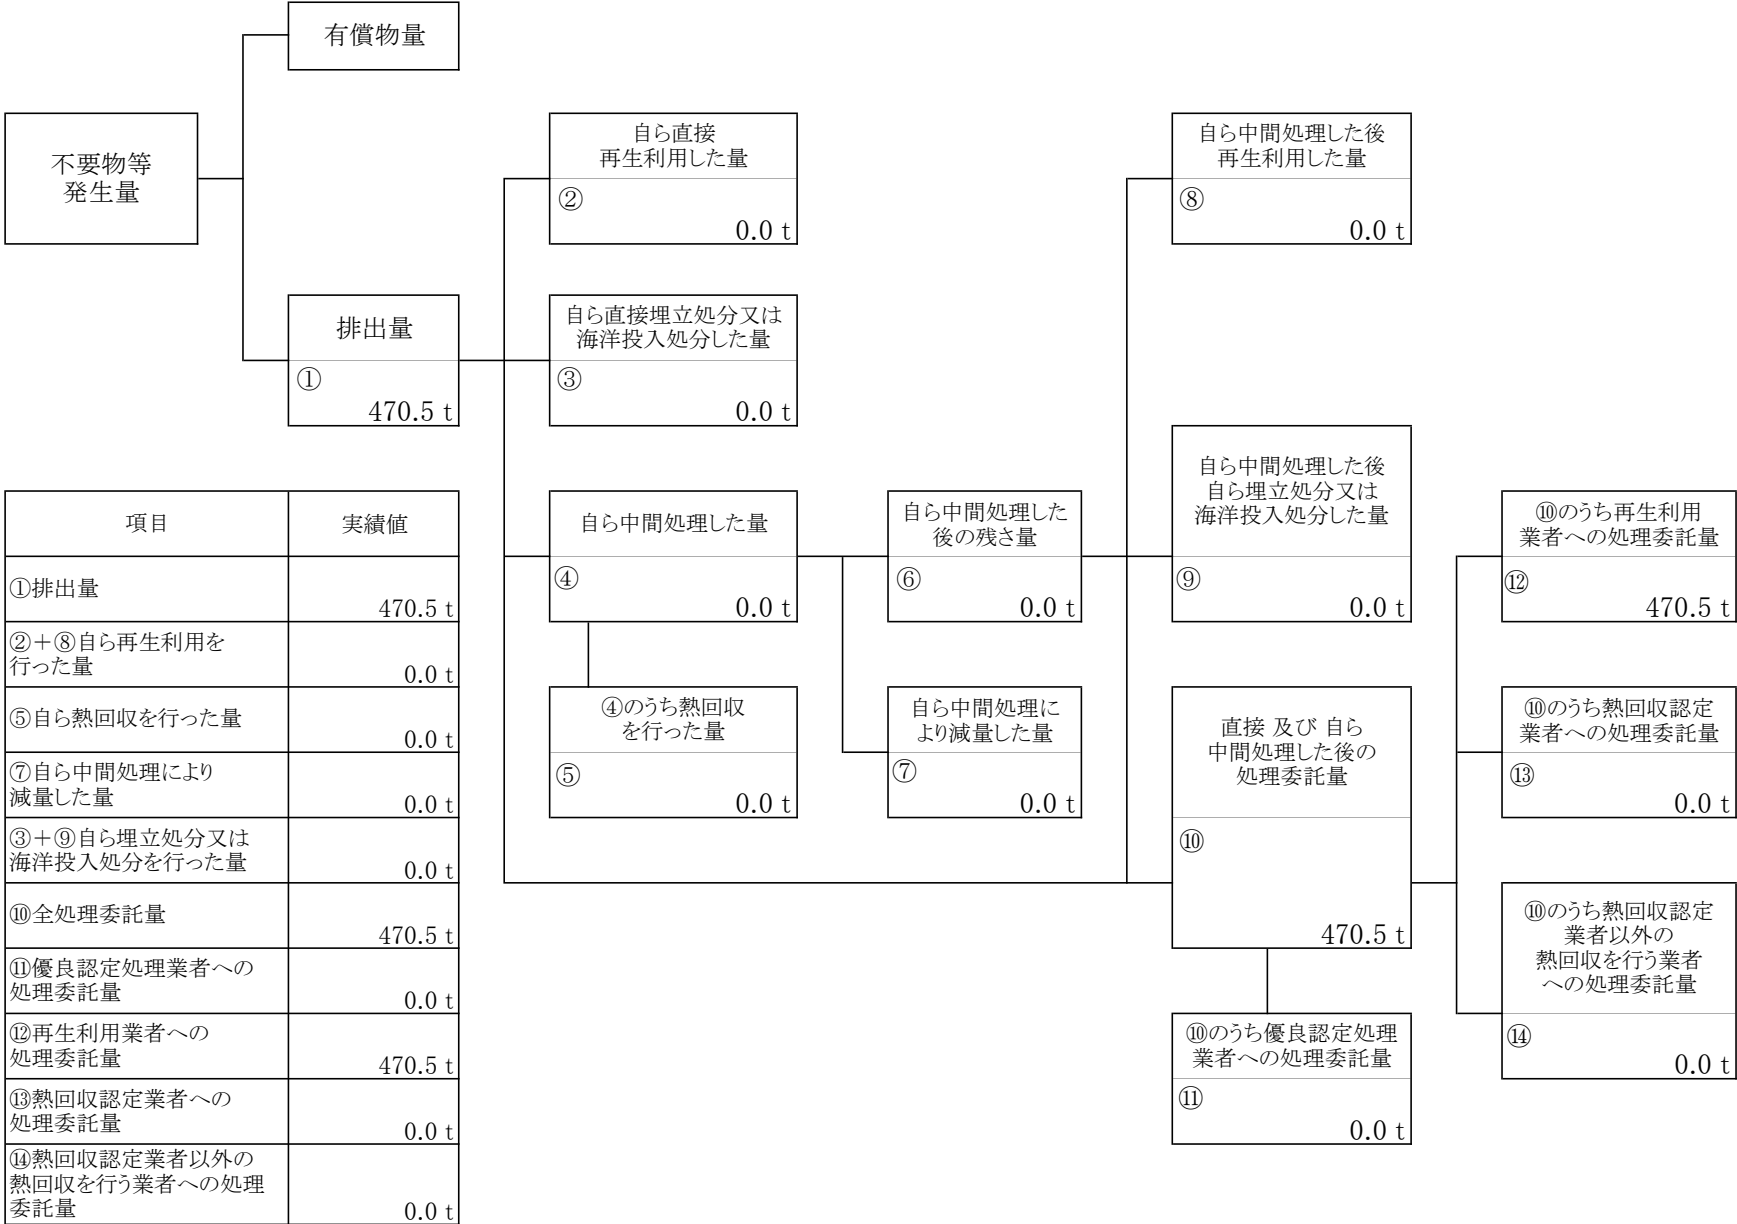 有償物量
不要物等
発生量
自ら直接
再生利用した量
②
0.0 t
自ら中間処理した後
再生利用した量
⑧
0.0 t
排出量
①
470.5 t
自ら直接埋立処分又は
海洋投入処分した量
③
0.0 t
自ら中間処理した量
④
0.0 t
自ら中間処理した
後の残さ量
⑥
0.0 t
自ら中間処理した後
自ら埋立処分又は
海洋投入処分した量
⑨
0.0 t
⑩のうち再生利用
業者への処理委託量
⑫
470.5 t
④のうち熱回収
を行った量
⑤
0.0 t
自ら中間処理に
より減量した量
⑦
0.0 t
直接 及び 自ら
中間処理した後の
処理委託量
⑩
470.5 t
⑩のうち熱回収認定
業者への処理委託量
⑬
0.0 t
⑩のうち熱回収認定
業者以外の
熱回収を行う業者
への処理委託量
⑭
0.0 t
⑩のうち優良認定処理
業者への処理委託量
⑪
0.0 t
項目 実績値
①排出量
470.5 t
②＋⑧自ら再生利用を
行った量
0.0 t
⑤自ら熱回収を行った量
0.0 t
⑦自ら中間処理により
減量した量
0.0 t
③＋⑨自ら埋立処分又は
海洋投入処分を行った量
0.0 t
⑩全処理委託量
470.5 t
⑪優良認定処理業者への
処理委託量
0.0 t
⑫再生利用業者への
処理委託量
470.5 t
⑬熱回収認定業者への
処理委託量
0.0 t
⑭熱回収認定業者以外の
熱回収を行う業者への処理
委託量
0.0 t